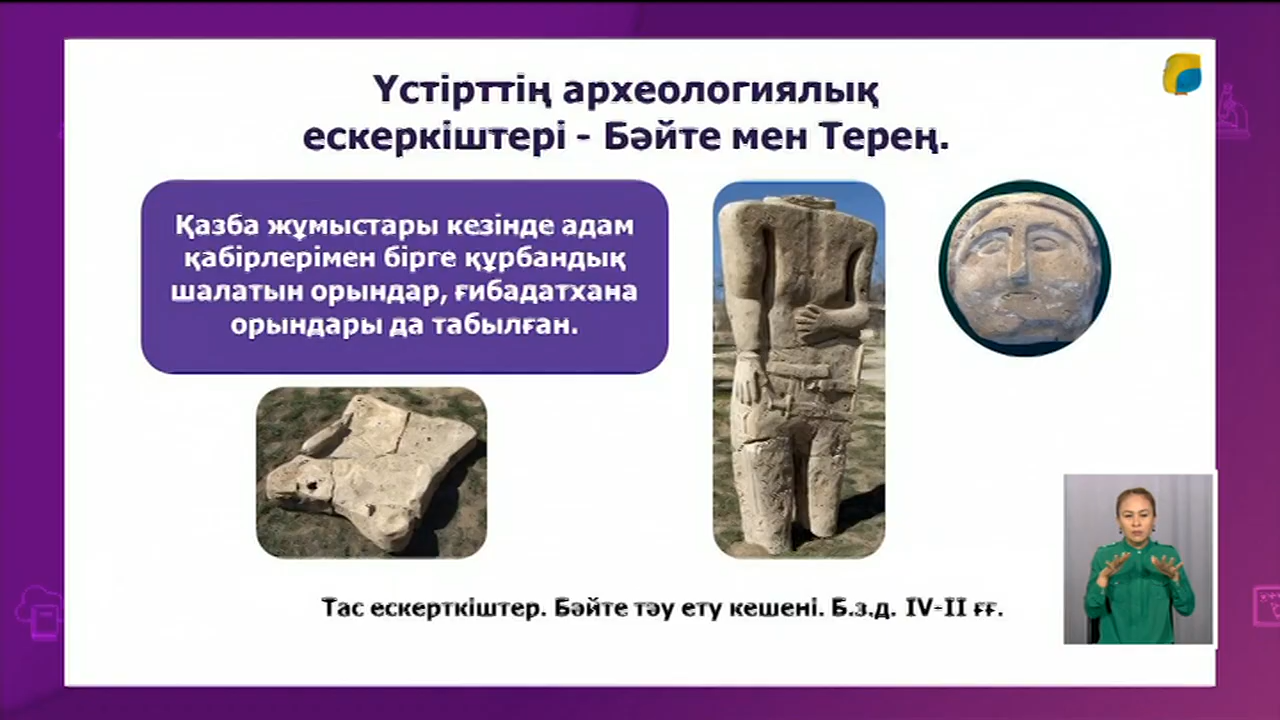 Үстірттің археологиялық
ескеркіштері - Бәйте мен Терең.
Қазба жұмыстары кезінде адам
қабірлерімен бірге құрбандық
шалатын орындар, ғибадатхана
орындары да табылған.
Тас ескерткіштер. Бәйте тәу ету кешені. Б.з.д. IV-II ғғ.